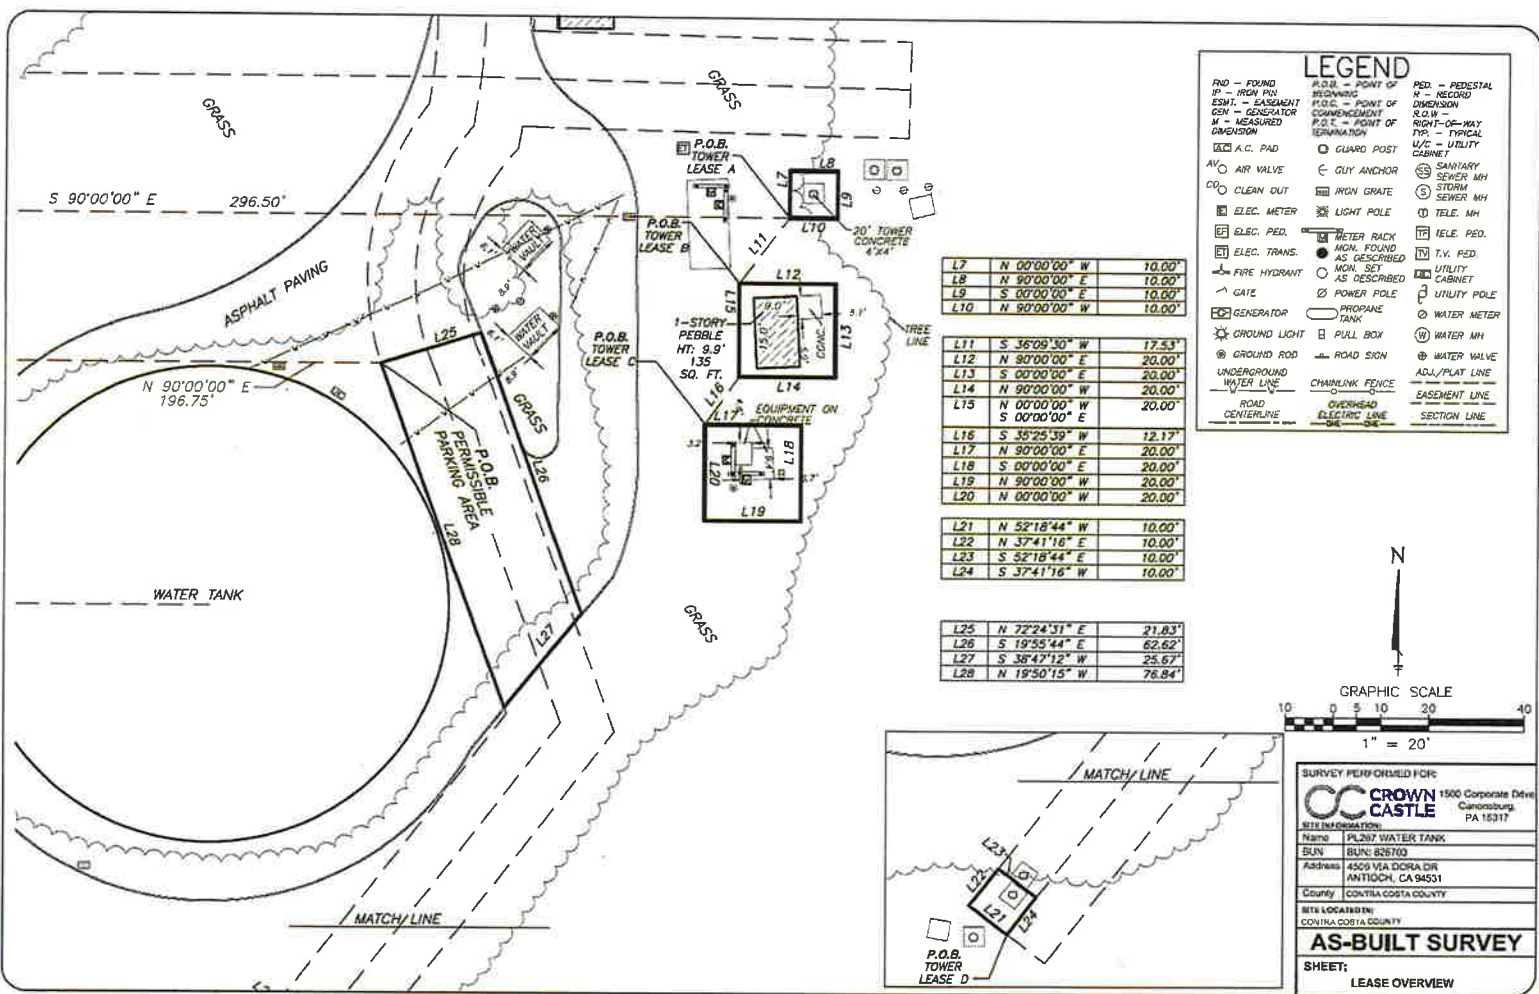 GRASS
GRASS
S 90°00'00" E 296.50'
ASPHALT PAVING
N 90°00'00" E
196.75'
WATER TANK
MATCH/LINE
L25
L26
L27
L28
P.O.B.
PERMISSIBLE
PARKING AREA
WATER
VAULT
WATER
VAULT
8.9'
8.9'
GRASS
GRASS
P.O.B.
TOWER
LEASE A
P.O.B.
TOWER
LEASE B
P.O.B.
TOWER
LEASE C
L7
L8
L9
L10
20' TOWER
CONCRETE
4'X4'
L11
L12
L13
L14
L15
1-STORY
PEBBLE
HT: 9.9'
135
SQ. FT.
9.0'
15.0'
CONC.
5.1'
TREE
LINE
L16
L17
L18
L19
L20
EQUIPMENT ON
CONCRETE
3.2'
L7 N 00°00'00" W 10.00'
L8 N 90°00'00" E 10.00'
L9 S 00°00'00" E 10.00'
L10 N 90°00'00" W 10.00'
L11 S 36°09'30" W 17.53'
L12 N 90°00'00" E 20.00'
L13 S 00°00'00" E 20.00'
L14 N 90°00'00" W 20.00'
L15 N 00°00'00" W 20.00'
S 00°00'00" E
L16 S 35°25'39" W 12.17'
L17 N 90°00'00" E 20.00'
L18 S 00°00'00" E 20.00'
L19 N 90°00'00" W 20.00'
L20 N 00°00'00" W 20.00'
L21 N 52°18'44" W 10.00'
L22 N 37°41'16" E 10.00'
L23 S 52°18'44" E 10.00'
L24 S 37°41'16" W 10.00'
L25 N 72°24'31" E 21.83'
L26 S 19°55'44" E 62.62'
L27 S 38°47'12" W 25.67'
L28 N 19°50'15" W 76.84'
LEGEND
FND - FOUND
IP - IRON PIN
ESMT. - EASEMENT
GEN - GENERATOR
M - MEASURED
DIMENSION
P.O.B. - POINT OF
BEGINNING
P.O.C. - POINT OF
COMMENCEMENT
P.O.T. - POINT OF
TERMINATION
PED. - PEDESTAL
R - RECORD
DIMENSION
R.O.W -
RIGHT-OF-WAY
TYP. - TYPICAL
U/C - UTILITY
CABINET
AC A.C. PAD
AV AIR VALVE
CO CLEAN OUT
E ELEC. METER
EP ELEC. PED.
ET ELEC. TRANS.
FIRE HYDRANT
GATE
GENERATOR
GROUND LIGHT
GROUND ROD
UNDERGROUND
WATER LINE
ROAD
CENTERLINE
GUARD POST
GUY ANCHOR
IRON GRATE
LIGHT POLE
METER RACK
MON. FOUND
AS DESCRIBED
MON. SET
AS DESCRIBED
POWER POLE
PROPANE
TANK
PULL BOX
ROAD SIGN
CHAINLINK FENCE
OVERHEAD
ELECTRIC LINE
OHE OHE
SS SANITARY
SEWER MH
S STORM
SEWER MH
T TELE. MH
TP TELE. PED.
TV T.V. PED.
UTILITY
CABINET
UTILITY POLE
WATER METER
W WATER MH
WATER VALVE
ADJ./PLAT LINE
EASEMENT LINE
SECTION LINE
N
GRAPHIC SCALE
10 0 5 10 20 40
1" = 20'
MATCH/LINE
L21
L22
L23
L24
P.O.B.
TOWER
LEASE D
SURVEY PERFORMED FOR:
CROWN
CASTLE
1500 Corporate Drive
Canonsburg,
PA 15317
SITE INFORMATION:
Name PL267 WATER TANK
BUN BUN: 826703
Address 4505 VIA DORA DR
ANTIOCH, CA 94531
County CONTRA COSTA COUNTY
SITE LOCATED IN:
CONTRA COSTA COUNTY
AS-BUILT SURVEY
SHEET:
LEASE OVERVIEW